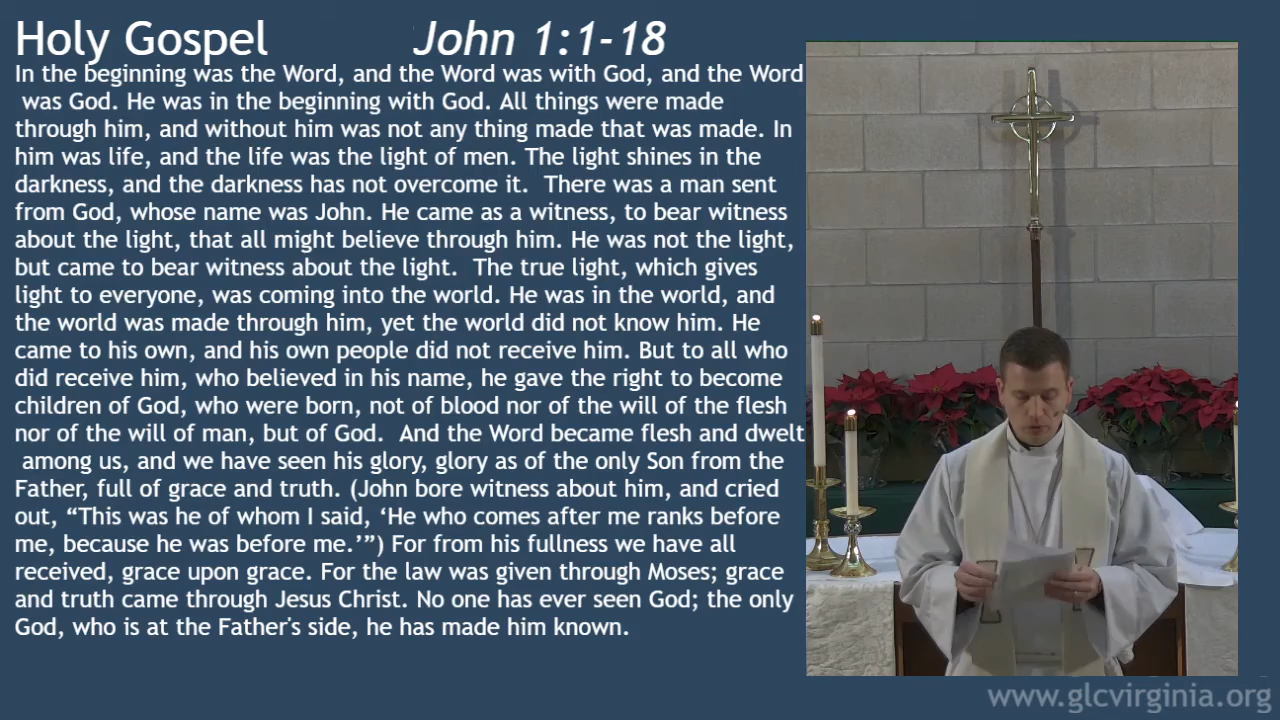 Holy Gospel John 1:1-18
In the beginning was the Word, and the Word was with God, and the Word
was God. He was in the beginning with God. All things were made
through him, and without him was not any thing made that was made. In
him was life, and the life was the light of men. The light shines in the
darkness, and the darkness has not overcome it. There was a man sent
from God, whose name was John. He came as a witness, to bear witness
about the light, that all might believe through him. He was not the light,
but came to bear witness about the light. The true light, which gives
light to everyone, was coming into the world. He was in the world, and
the world was made through him, yet the world did not know him. He
came to his own, and his own people did not receive him. But to all who
did receive him, who believed in his name, he gave the right to become
children of God, who were born, not of blood nor of the will of the flesh
nor of the will of man, but of God. And the Word became flesh and dwelt
among us, and we have seen his glory, glory as of the only Son from the
Father, full of grace and truth. (John bore witness about him, and cried
out, “This was he of whom I said, ‘He who comes after me ranks before
me, because he was before me.’”) For from his fullness we have all
received, grace upon grace. For the law was given through Moses; grace
and truth came through Jesus Christ. No one has ever seen God; the only
God, who is at the Father's side, he has made him known.
www.glcvirginia.org